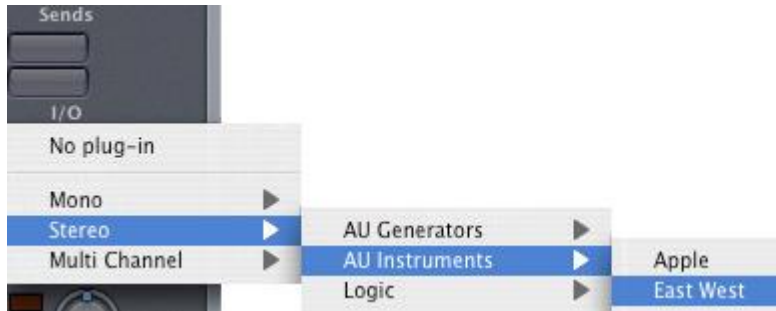 Sends
I/O
No plug-in
Mono
Stereo
Multi Channel
AU Generators
AU Instruments
Logic
Apple
East West